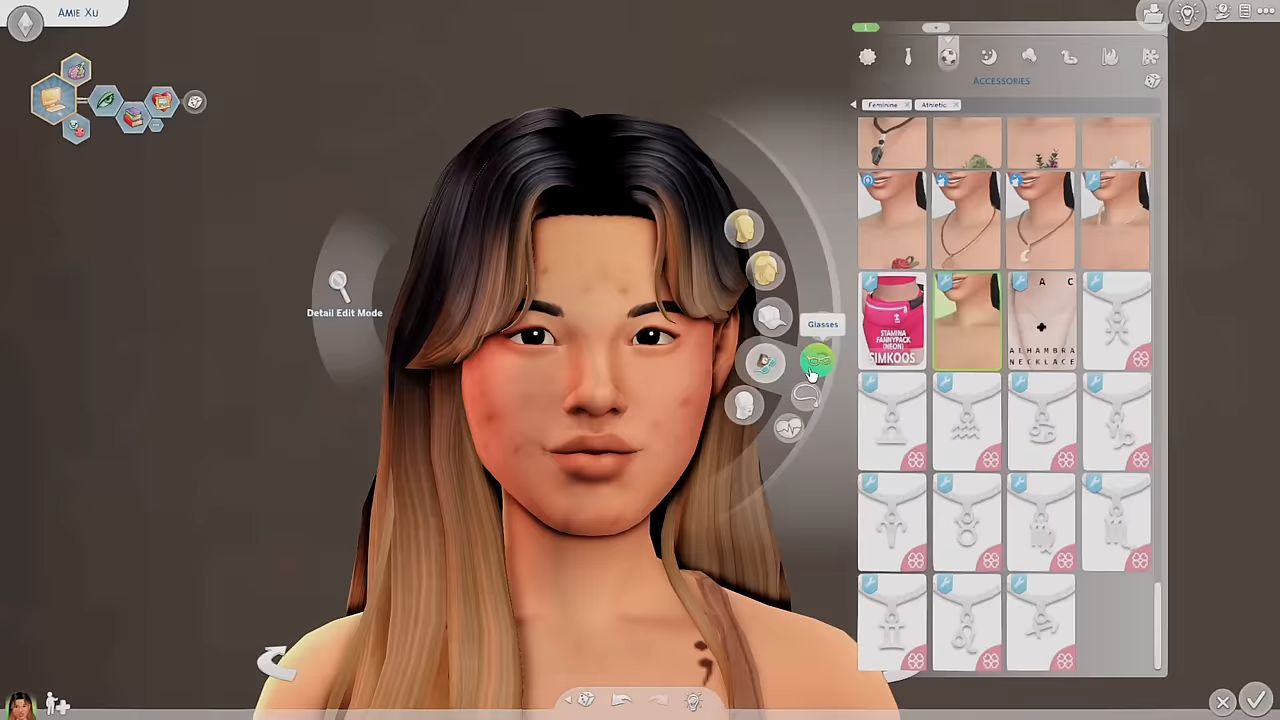 Amie Xu
ACCESSORIES
Feminine
Athletic
Glasses
Detail Edit Mode
STAMINA
FANNYPACK
(NEON)
SIMKOOS
A C
ALHAMBRA
NECKLACE